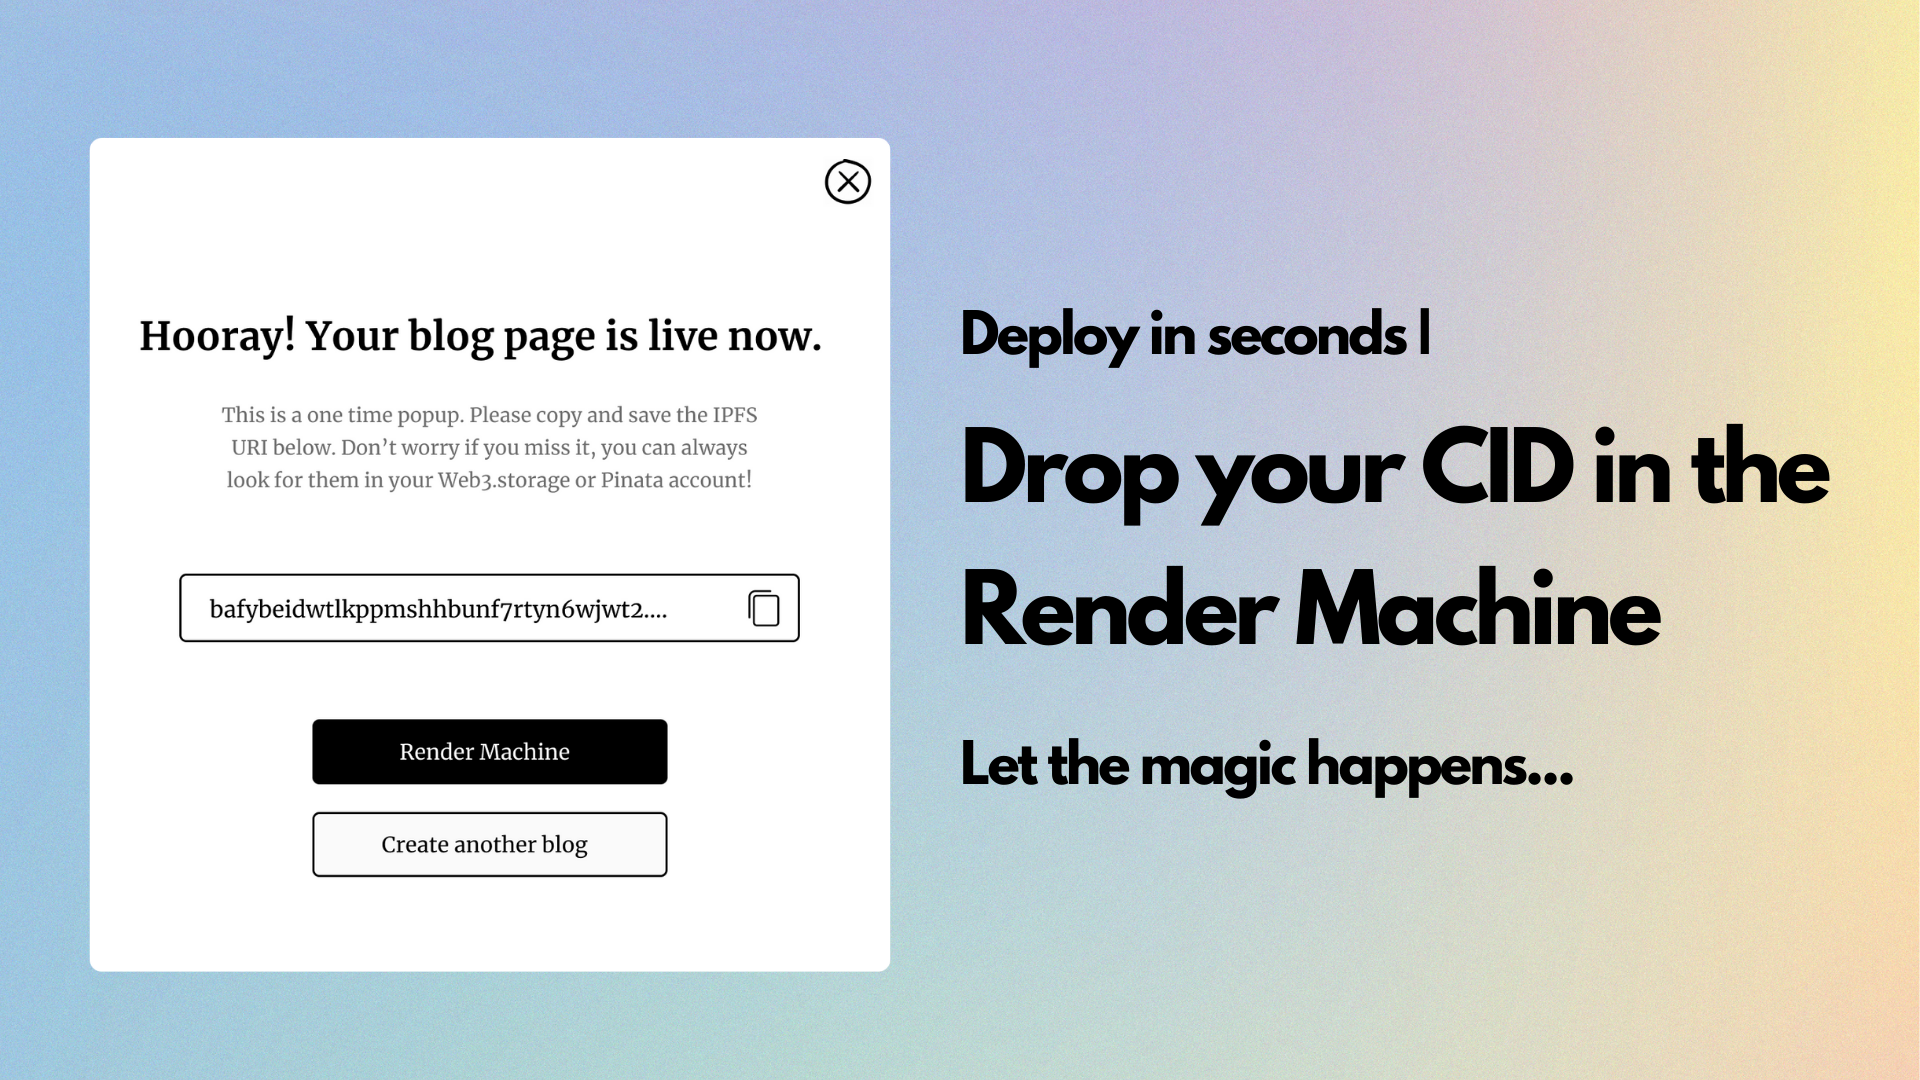 Hooray! Your blog page is live now.
This is a one time popup. Please copy and save the IPFS
URI below. Don’t worry if you miss it, you can always
look for them in your Web3.storage or Pinata account!
bafybeidwtlkppmshhbunf7rtyn6wjwt2....
Render Machine
Create another blog
Deploy in seconds |
Drop your CID in the
Render Machine
Let the magic happens...